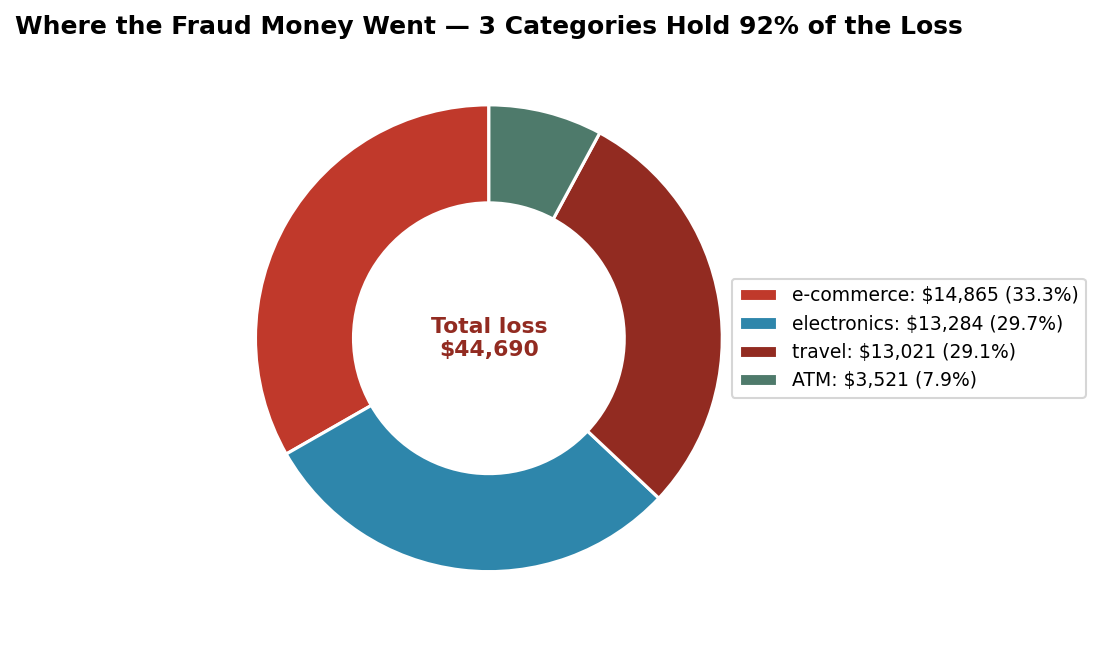 Where the Fraud Money Went — 3 Categories Hold 92% of the Loss
Total loss
$44,690
e-commerce: $14,865 (33.3%)
electronics: $13,284 (29.7%)
travel: $13,021 (29.1%)
ATM: $3,521 (7.9%)